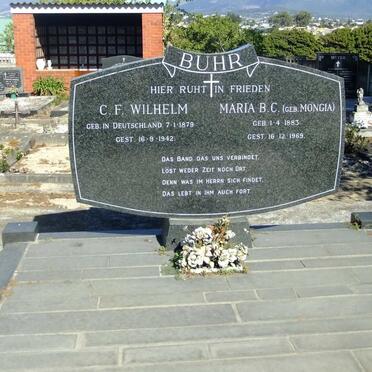 BUHR
HIER RUHT IN FRIEDEN
C. F. WILHELM
GEB. IN DEUTSCHLAND 7·1·1879
GEST. 16·9·1942
MARIA B.C. (GEB. MONGIA)
GEB. 1·4·1883
GEST. 16·12·1969
DAS BAND DAS UNS VERBINDET,
LÖST WEDER ZEIT NOCH ORT,
DENN WAS IM HERRN SICH FINDET,
DAS LEBT IN IHM AUCH FORT.